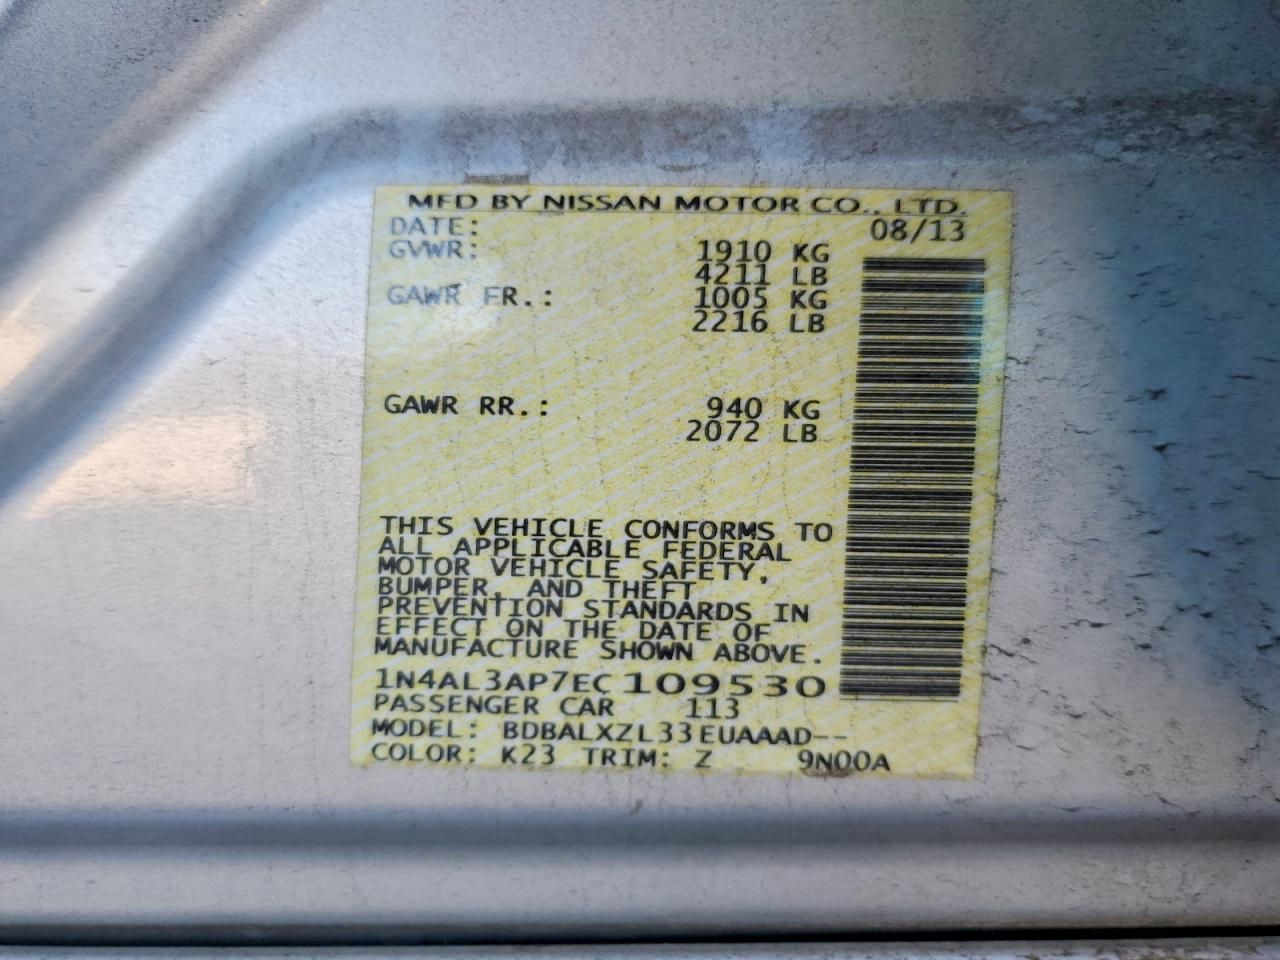 MFD BY NISSAN MOTOR CO., LTD.
DATE: 08/13
GVWR: 1910 KG
4211 LB
GAWR FR.: 1005 KG
2216 LB
GAWR RR.: 940 KG
2072 LB
THIS VEHICLE CONFORMS TO
ALL APPLICABLE FEDERAL
MOTOR VEHICLE SAFETY,
BUMPER, AND THEFT
PREVENTION STANDARDS IN
EFFECT ON THE DATE OF
MANUFACTURE SHOWN ABOVE.
1N4AL3AP7EC109530
PASSENGER CAR 113
MODEL: BDBALXZL33EUAAAD--
COLOR: K23 TRIM: Z 9N00A